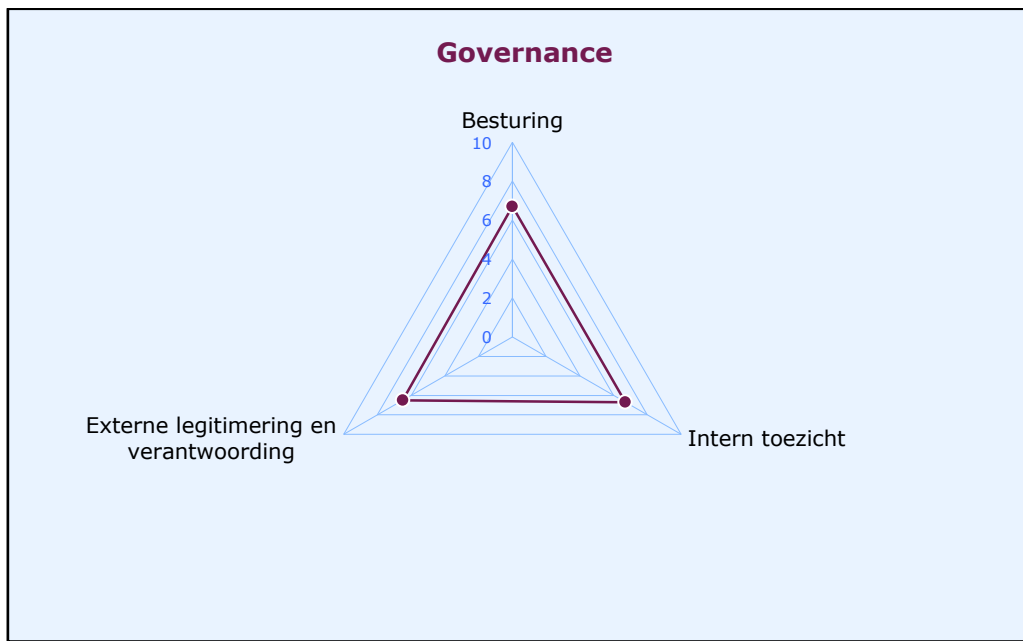 Governance
Besturing
10
8
6
4
2
0
Externe legitimering en
verantwoording
Intern toezicht